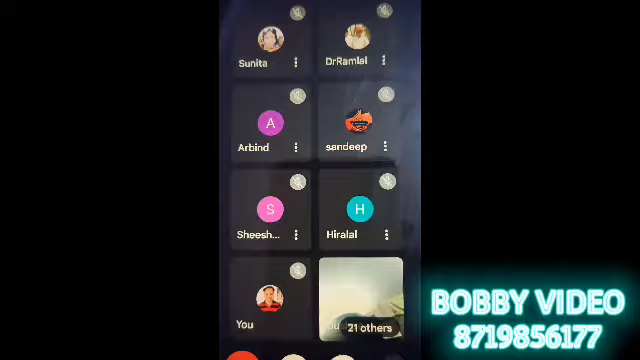 Sunita
DrRamlal
A
Arbind
sandeep
S
Sheesh...
H
Hiralal
You
21 others
BOBBY VIDEO
8719856177